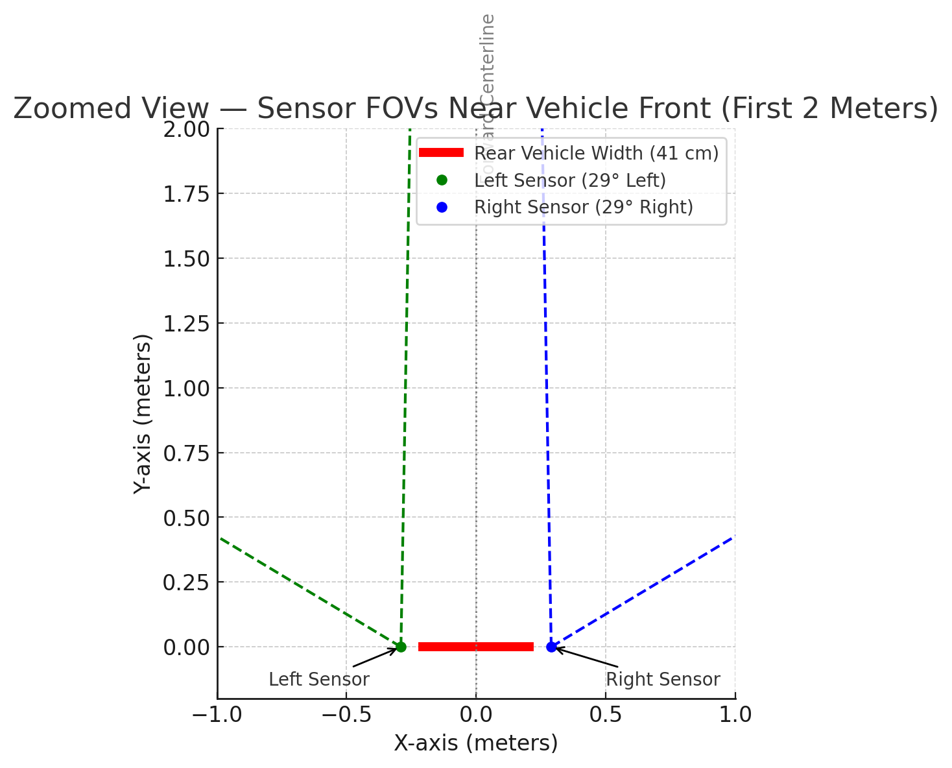 Forward Centerline
Zoomed View — Sensor FOVs Near Vehicle Front (First 2 Meters)
Rear Vehicle Width (41 cm)
Left Sensor (29° Left)
Right Sensor (29° Right)
2.00
1.75
1.50
1.25
1.00
0.75
0.50
0.25
0.00
Y-axis (meters)
Left Sensor
Right Sensor
−1.0
−0.5
0.0
0.5
1.0
X-axis (meters)